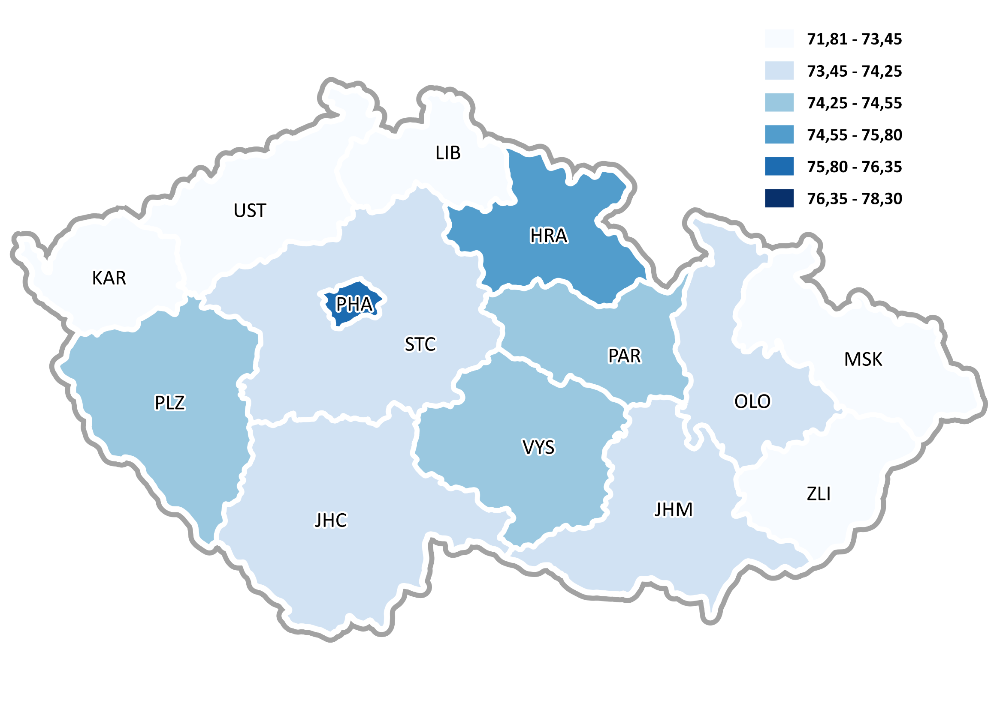 71,81 - 73,45
73,45 - 74,25
74,25 - 74,55
74,55 - 75,80
75,80 - 76,35
76,35 - 78,30
LIB
UST
HRA
KAR
PHA
STC
PAR
MSK
PLZ
OLO
VYS
ZLI
JHM
JHC